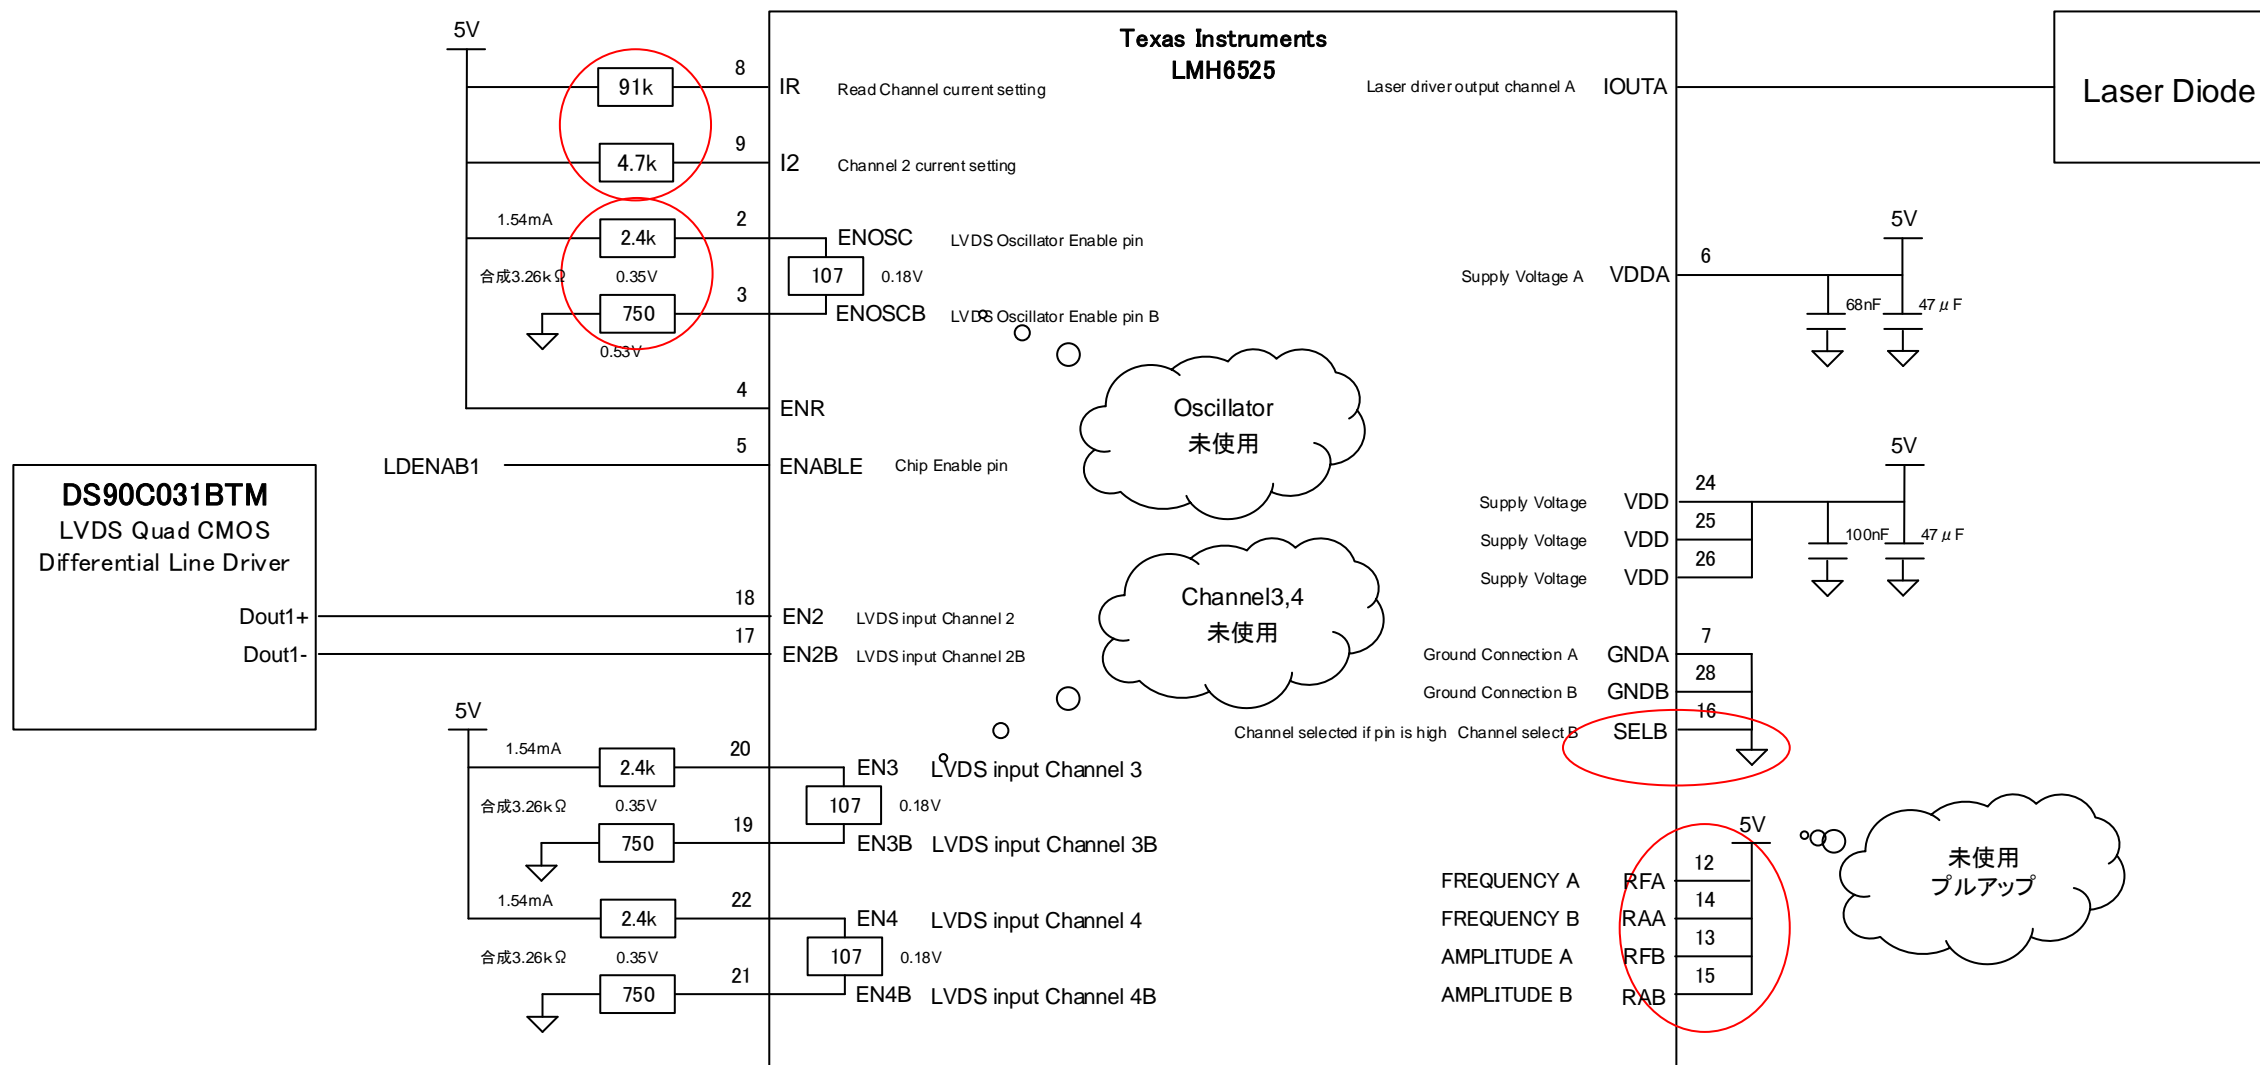 Texas Instruments
LMH6525
5V
91k
8
IR
Read Channel current setting
4.7k
9
I2
Channel 2 current setting
1.54mA
2.4k
2
ENOSC
LVDS Oscillator Enable pin
合成3.26kΩ
0.35V
107
0.18V
750
3
ENOSCB
LVDS Oscillator Enable pin B
0.53V
4
ENR
LDENAB1
5
ENABLE
Chip Enable pin
Oscillator
未使用
DS90C031BTM
LVDS Quad CMOS
Differential Line Driver
Dout1+
Dout1-
18
EN2
LVDS input Channel 2
17
EN2B
LVDS input Channel 2B
Channel3,4
未使用
5V
1.54mA
2.4k
20
EN3
LVDS input Channel 3
合成3.26kΩ
0.35V
107
0.18V
750
19
EN3B
LVDS input Channel 3B
1.54mA
2.4k
22
EN4
LVDS input Channel 4
合成3.26kΩ
0.35V
107
0.18V
750
21
EN4B
LVDS input Channel 4B
Laser driver output channel A
IOUTA
Laser Diode
5V
Supply Voltage A
VDDA
6
68nF
47μF
5V
Supply Voltage
VDD
24
Supply Voltage
VDD
25
100nF
47μF
Supply Voltage
VDD
26
Ground Connection A
GNDA
7
Ground Connection B
GNDB
28
Channel selected if pin is high Channel select B
SELB
16
5V
FREQUENCY A
RFA
12
FREQUENCY B
RAA
14
AMPLITUDE A
RFB
13
AMPLITUDE B
RAB
15
未使用
プルアップ